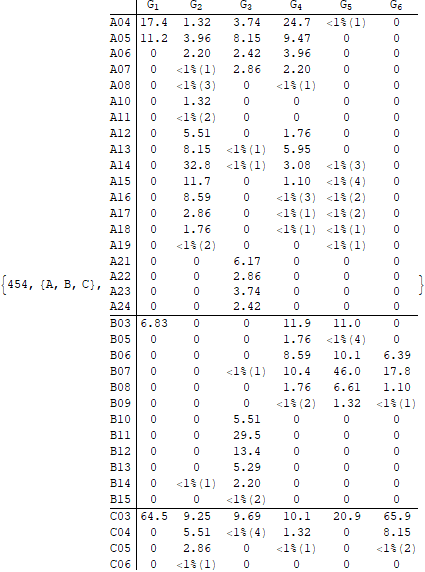 G1 G2 G3 G4 G5 G6
A04 17.4 1.32 3.74 24.7 <1%(1) 0
A05 11.2 3.96 8.15 9.47 0 0
A06 0 2.20 2.42 3.96 0 0
A07 0 <1%(1) 2.86 2.20 0 0
A08 0 <1%(3) 0 <1%(1) 0 0
A10 0 1.32 0 0 0 0
A11 0 <1%(2) 0 0 0 0
A12 0 5.51 0 1.76 0 0
A13 0 8.15 <1%(1) 5.95 0 0
A14 0 32.8 <1%(1) 3.08 <1%(3) 0
A15 0 11.7 0 1.10 <1%(4) 0
A16 0 8.59 0 <1%(3) <1%(2) 0
A17 0 2.86 0 <1%(1) <1%(2) 0
A18 0 1.76 0 <1%(1) <1%(1) 0
A19 0 <1%(2) 0 0 <1%(1) 0
A21 0 0 6.17 0 0 0
A22 0 0 2.86 0 0 0
{454, {A, B, C}, }
A23 0 0 3.74 0 0 0
A24 0 0 2.42 0 0 0
B03 6.83 0 0 11.9 11.0 0
B05 0 0 0 1.76 <1%(4) 0
B06 0 0 0 8.59 10.1 6.39
B07 0 0 <1%(1) 10.4 46.0 17.8
B08 0 0 0 1.76 6.61 1.10
B09 0 0 0 <1%(2) 1.32 <1%(1)
B10 0 0 5.51 0 0 0
B11 0 0 29.5 0 0 0
B12 0 0 13.4 0 0 0
B13 0 0 5.29 0 0 0
B14 0 <1%(1) 2.20 0 0 0
B15 0 0 <1%(2) 0 0 0
C03 64.5 9.25 9.69 10.1 20.9 65.9
C04 0 5.51 <1%(4) 1.32 0 8.15
C05 0 2.86 0 <1%(1) 0 <1%(2)
C06 0 <1%(1) 0 0 0 0